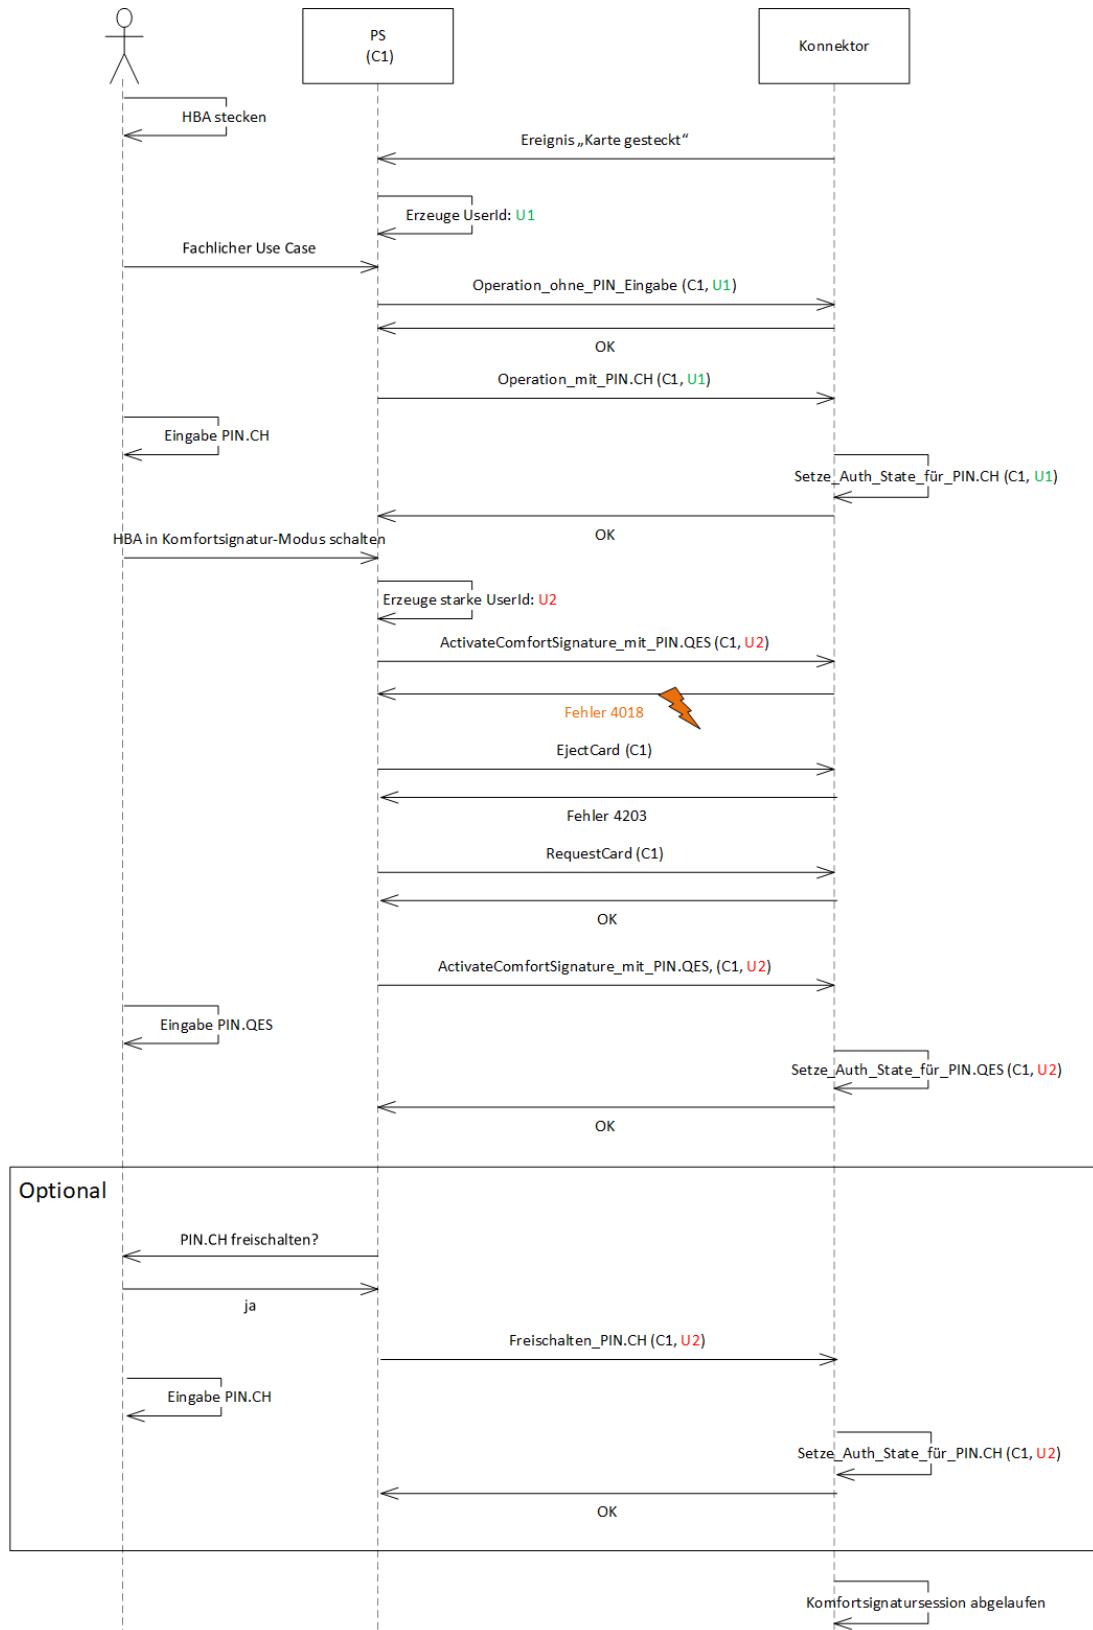 PS
(C1)
Konnektor
HBA stecken
Ereignis „Karte gesteckt“
Erzeuge UserId: U1
Fachlicher Use Case
Operation_ohne_PIN_Eingabe (C1, U1)
OK
Operation_mit_PIN.CH (C1, U1)
Eingabe PIN.CH
Setze_Auth_State_für_PIN.CH (C1, U1)
OK
HBA in Komfortsignatur-Modus schalten
Erzeuge starke UserId: U2
ActivateComfortSignature_mit_PIN.QES (C1, U2)
Fehler 4018
EjectCard (C1)
Fehler 4203
RequestCard (C1)
OK
ActivateComfortSignature_mit_PIN.QES, (C1, U2)
Eingabe PIN.QES
Setze_Auth_State_für_PIN.QES (C1, U2)
OK
Optional
PIN.CH freischalten?
ja
Freischalten_PIN.CH (C1, U2)
Eingabe PIN.CH
Setze_Auth_State_für_PIN.CH (C1, U2)
OK
Komfortsignatursession abgelaufen